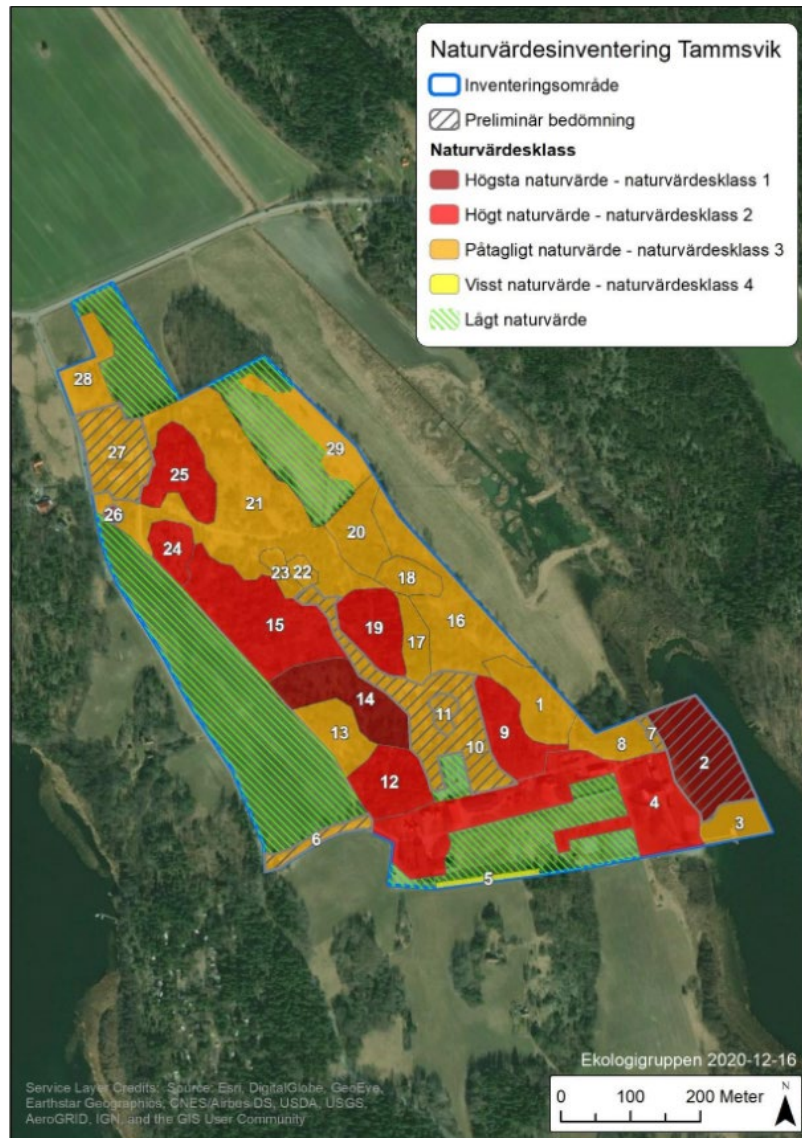 Naturvärdesinventering Tammsvik
Inventeringsområde
Preliminär bedömning
Naturvärdesklass
Högsta naturvärde - naturvärdesklass 1
Högt naturvärde - naturvärdesklass 2
Påtagligt naturvärde - naturvärdesklass 3
Visst naturvärde - naturvärdesklass 4
Lågt naturvärde
28
27
29
25
21
26
20
24
23
22
18
15
19
17
16
14
11
1
13
9
10
7
8
2
12
4
3
6
5
Ekologigruppen 2020-12-16
Service Layer Credits: Source: Esri, DigitalGlobe, GeoEye,
Earthstar Geographics, CNES/Airbus DS, USDA, USGS,
AeroGRID, IGN, and the GIS User Community
0 100 200 Meter
N